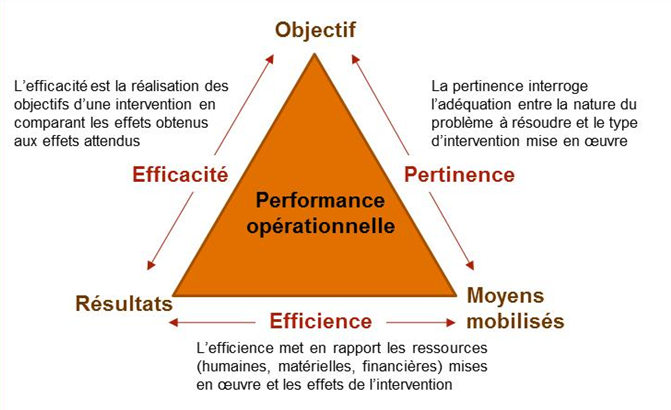 Objectif
L'efficacité est la réalisation des
objectifs d'une intervention en
comparant les effets obtenus
aux effets attendus
La pertinence interroge
l'adéquation entre la nature du
problème à résoudre et le type
d'intervention mise en œuvre
Efficacité
Pertinence
Performance
opérationnelle
Résultats
Moyens
mobilisés
Efficience
L'efficience met en rapport les ressources
(humaines, matérielles, financières) mises
en œuvre et les effets de l'intervention